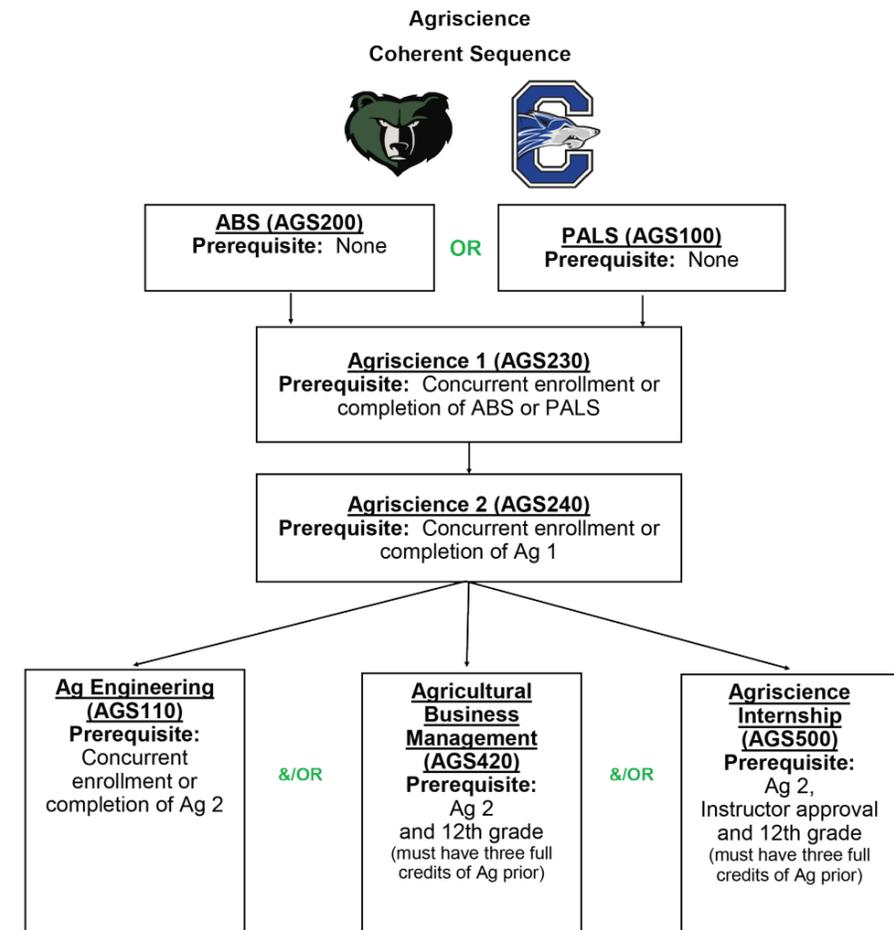 Agriscience
Coherent Sequence
C
ABS (AGS200)
Prerequisite: None
OR
PALS (AGS100)
Prerequisite: None
Agriscience 1 (AGS230)
Prerequisite: Concurrent enrollment or
completion of ABS or PALS
Agriscience 2 (AGS240)
Prerequisite: Concurrent enrollment or
completion of Ag 1
Ag Engineering
(AGS110)
Prerequisite:
Concurrent
enrollment or
completion of Ag 2
&/OR
Agricultural
Business
Management
(AGS420)
Prerequisite:
Ag 2
and 12th grade
(must have three full
credits of Ag prior)
&/OR
Agriscience
Internship
(AGS500)
Prerequisite:
Ag 2,
Instructor approval
and 12th grade
(must have three full
credits of Ag prior)